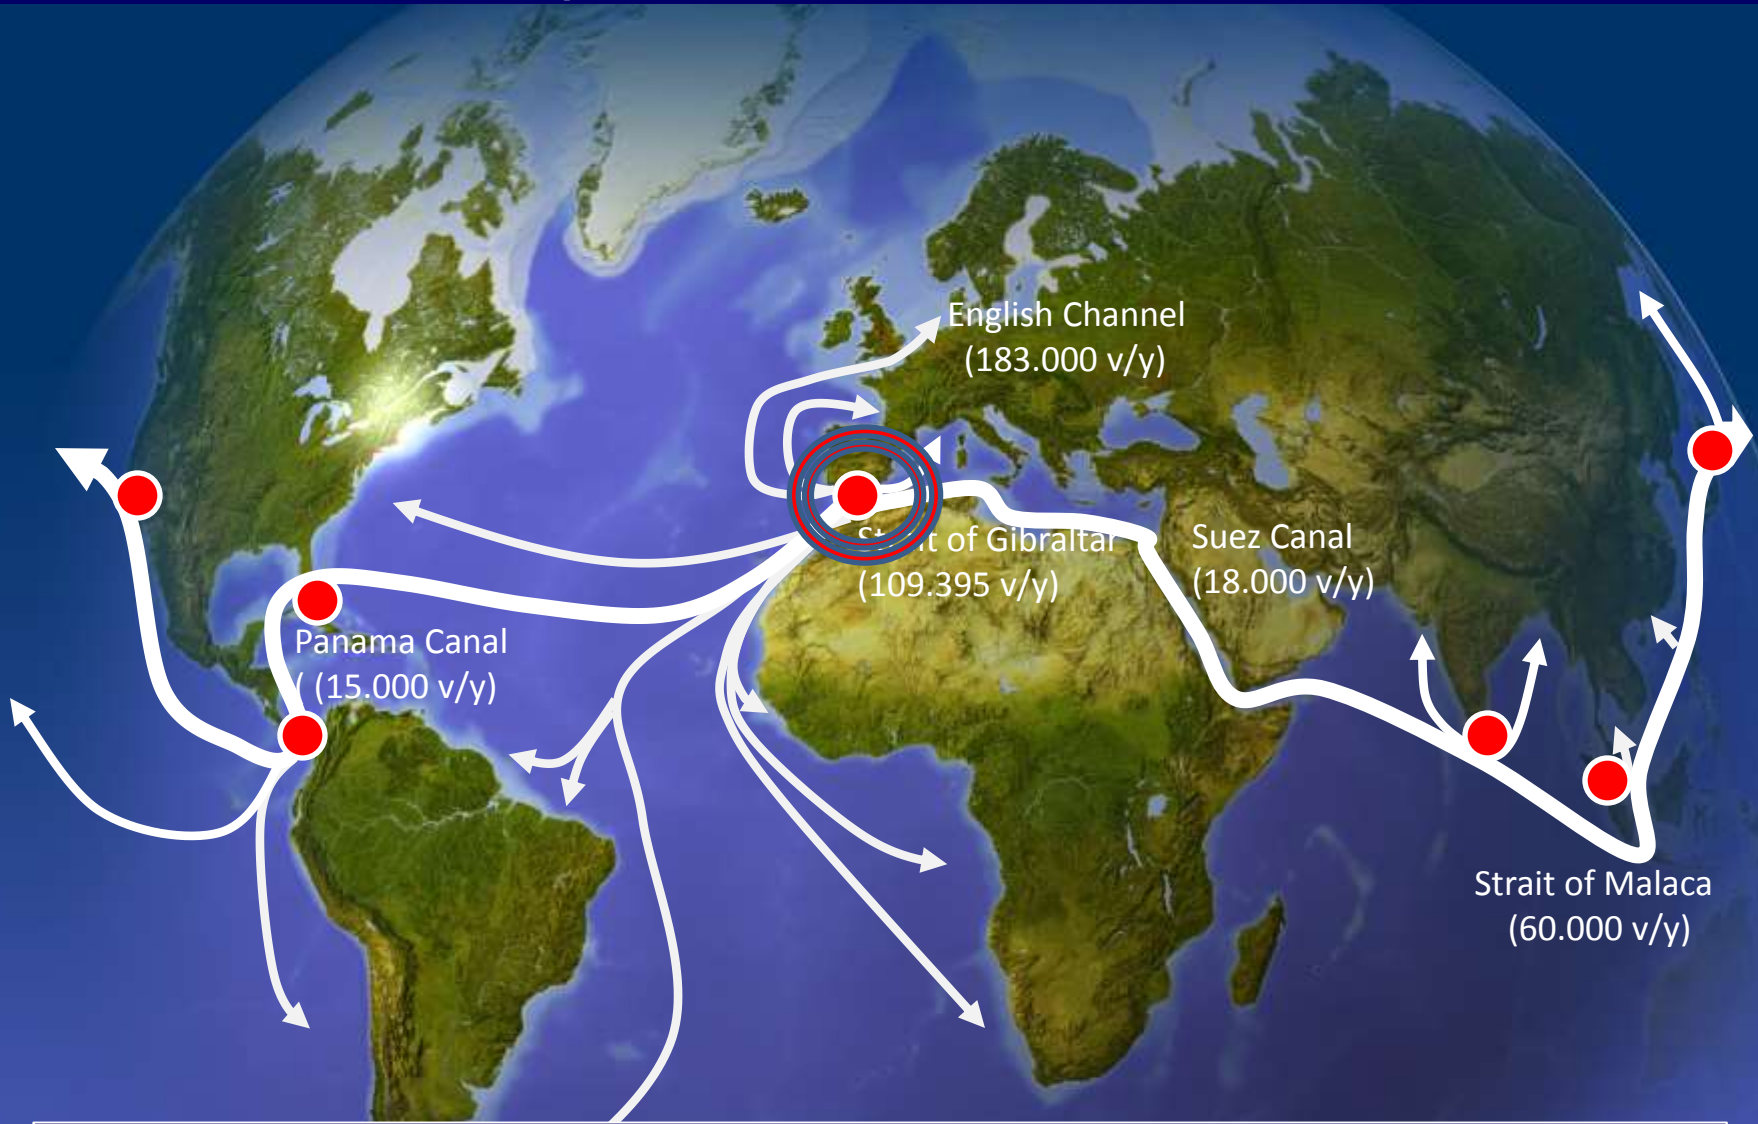 English Channel
(183.000 v/y)
Strait of Gibraltar
(109.395 v/y)
Suez Canal
(18.000 v/y)
Panama Canal
( (15.000 v/y)
Strait of Malaca
(60.000 v/y)